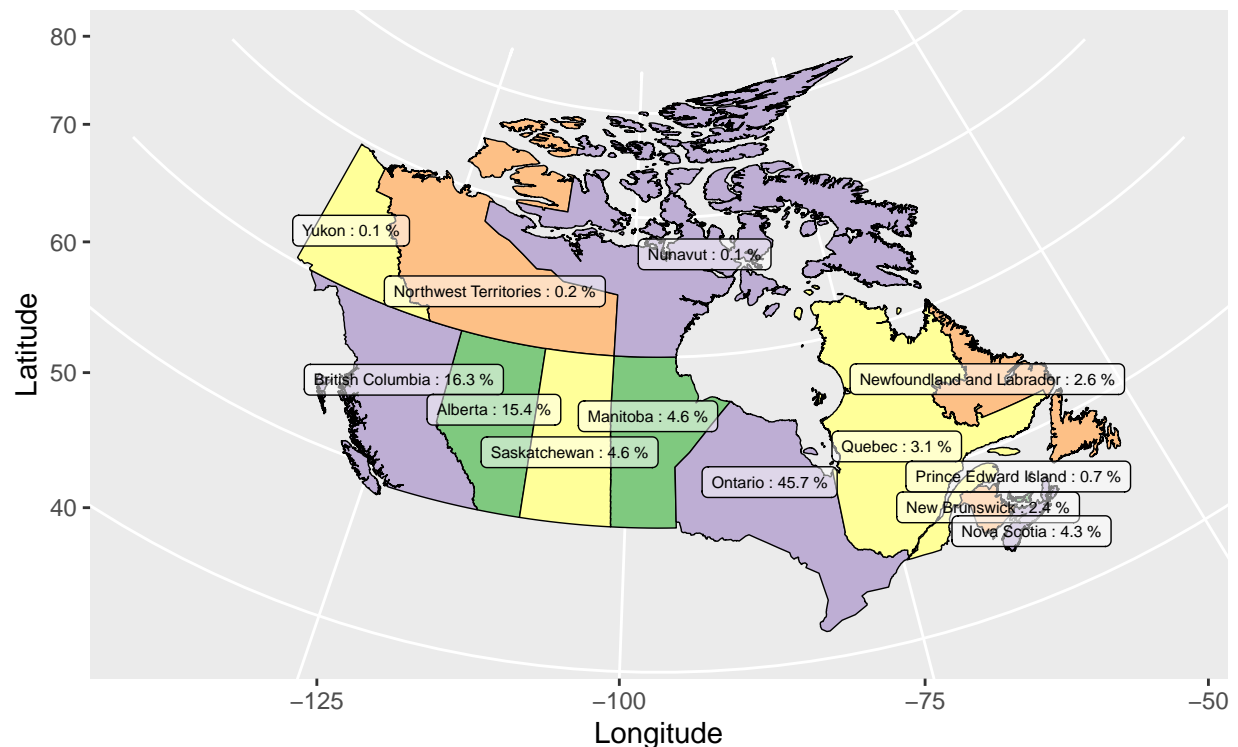 80
70
Yukon : 0.1 %
60
Nunavut : 0.1 %
Northwest Territories : 0.2 %
Latitude
50
British Columbia : 16.3 %
Newfoundland and Labrador : 2.6 %
Alberta : 15.4 %
Manitoba : 4.6 %
Quebec : 3.1 %
Saskatchewan : 4.6 %
Prince Edward Island : 0.7 %
Ontario : 45.7 %
40
New Brunswick : 2.4 %
Nova Scotia : 4.3 %
−125
−100
−75
−50
Longitude